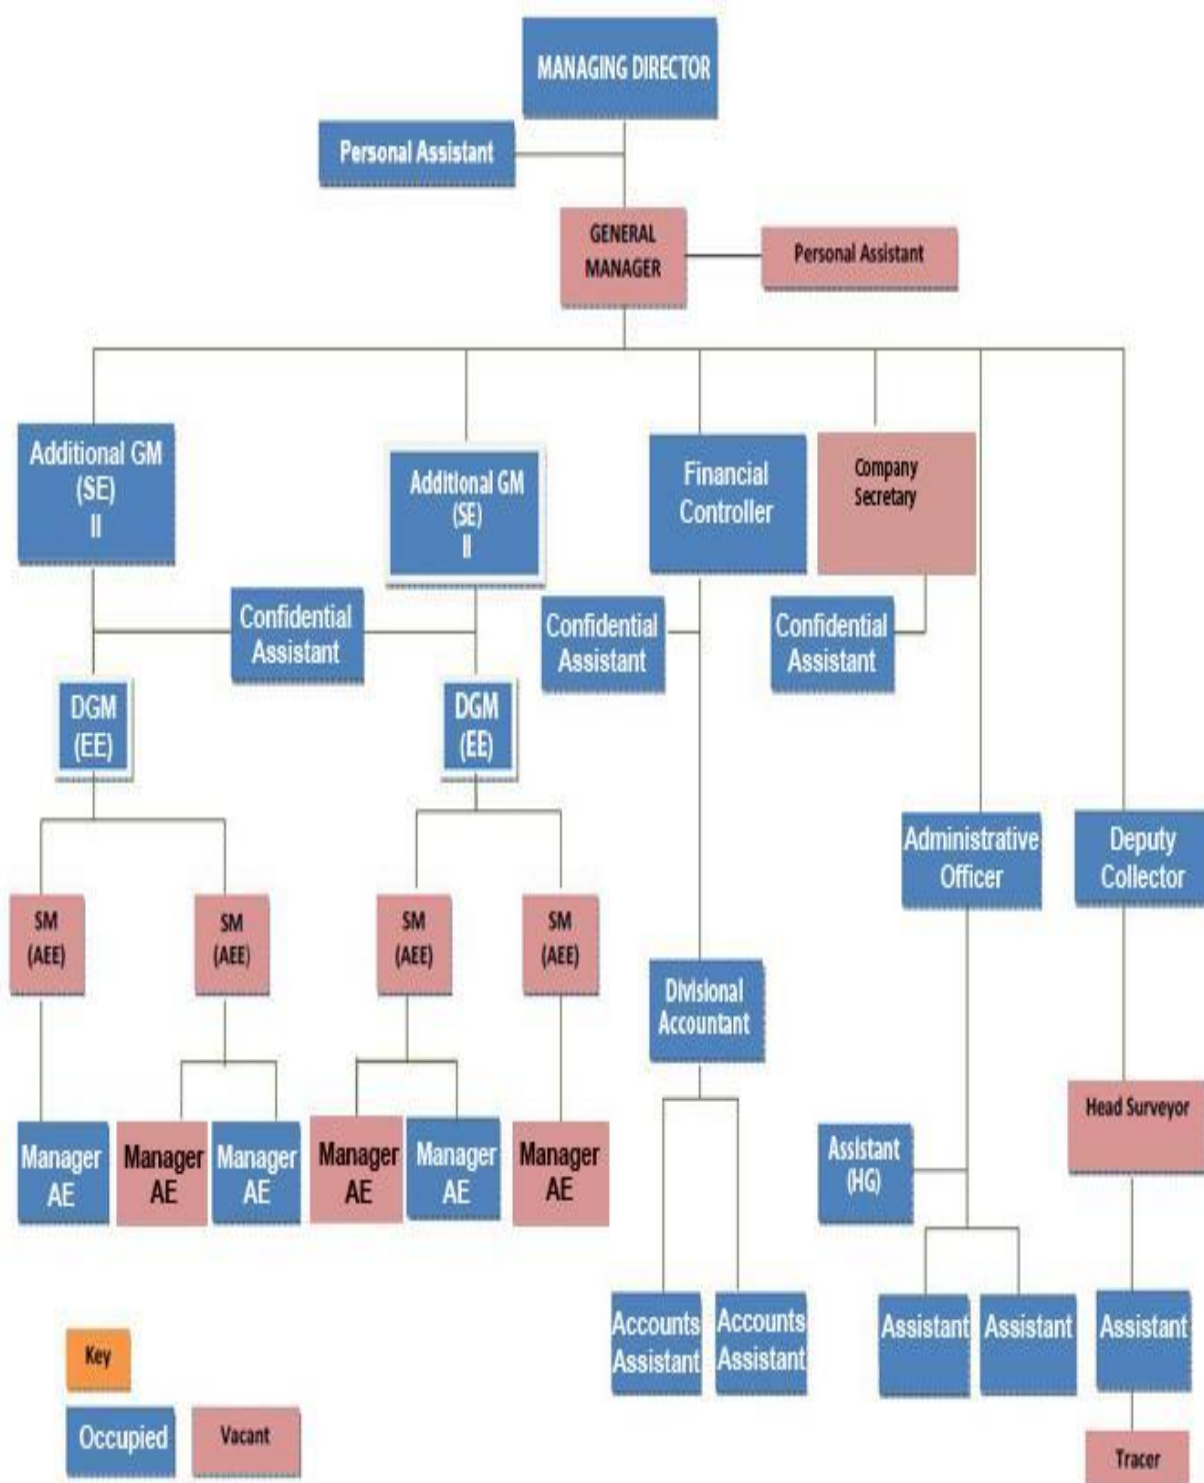 MANAGING DIRECTOR
Personal Assistant
GENERAL
MANAGER
Personal Assistant
Additional GM
(SE)
II
Additional GM
(SE)
II
Financial
Controller
Company
Secretary
Confidential
Assistant
Confidential
Assistant
Confidential
Assistant
DGM
(EE)
DGM
(EE)
Administrative
Officer
Deputy
Collector
SM
(AEE)
SM
(AEE)
SM
(AEE)
SM
(AEE)
Divisional
Accountant
Head Surveyor
Manager
AE
Manager
AE
Manager
AE
Manager
AE
Manager
AE
Manager
AE
Assistant
(HG)
Accounts
Assistant
Accounts
Assistant
Assistant
Assistant
Assistant
Key
Occupied
Vacant
Tracer